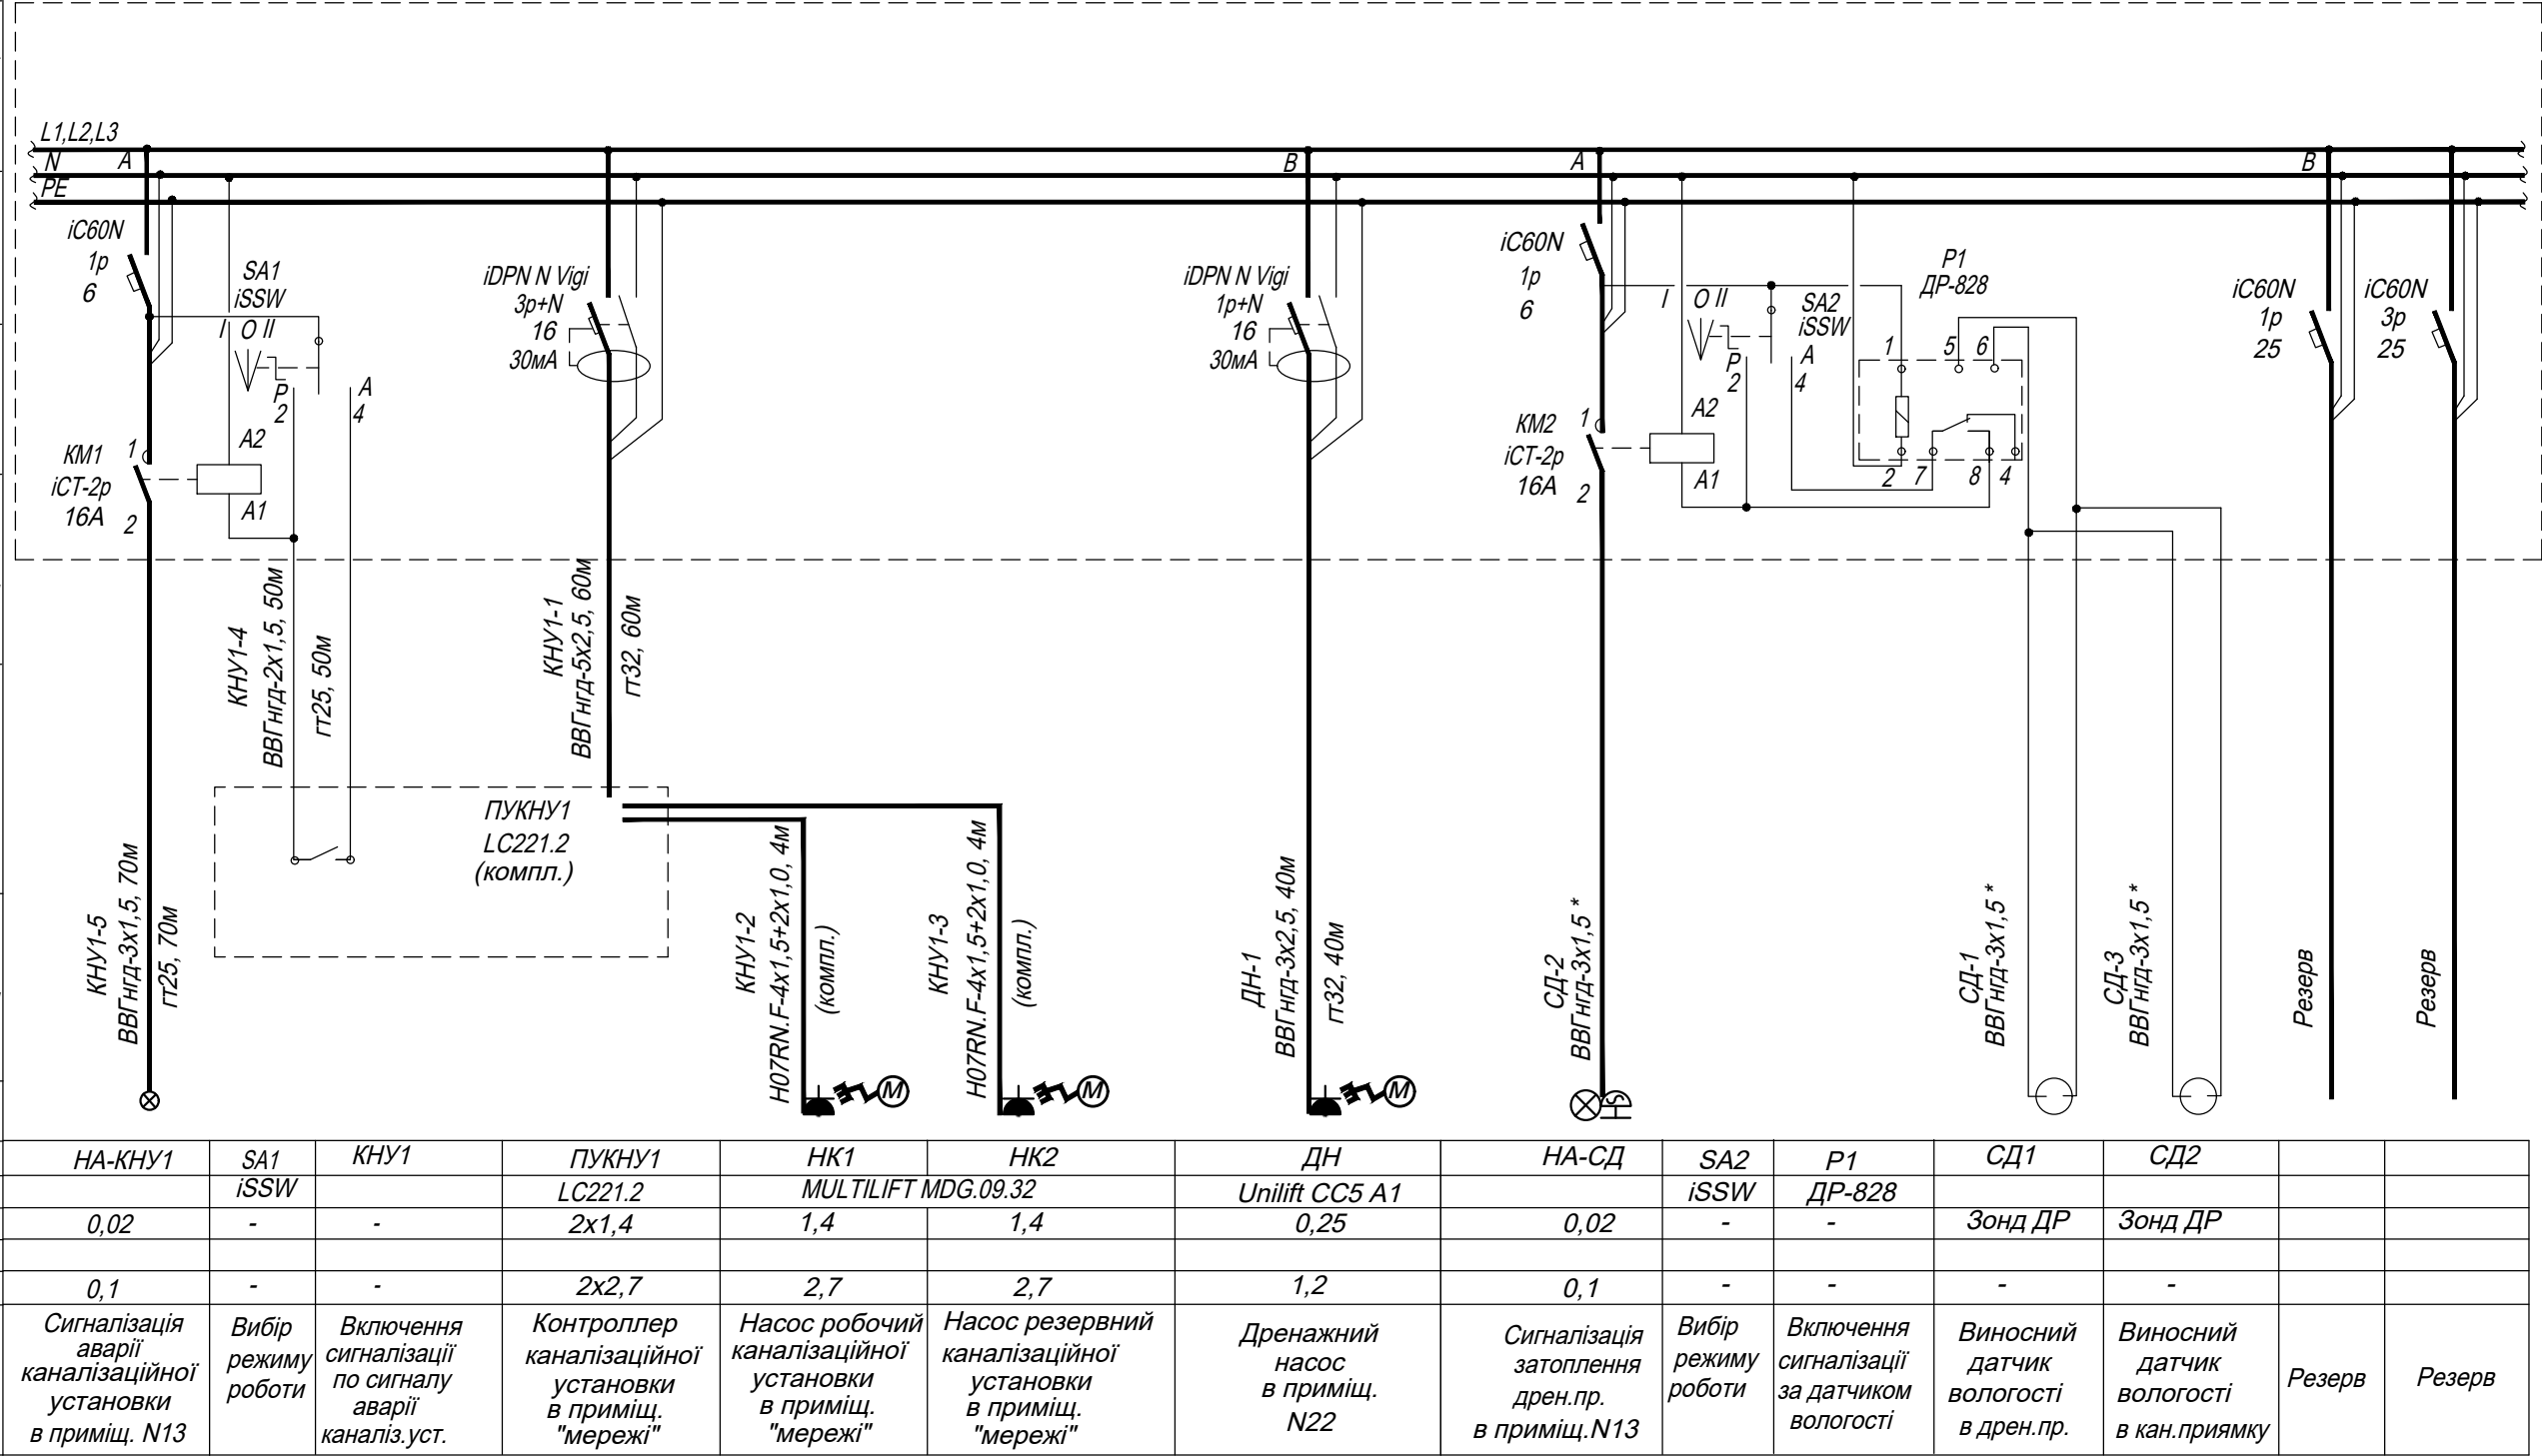 L1,L2,L3
N
A
PE
B
A
B
iC60N
1p
6
SA1
iSSW
I O II
P
2
A
4
A2
A1
KM1
iCT-2p
16A
1
2
iDPN N Vigi
3p+N
16
30мА
iDPN N Vigi
1p+N
16
30мА
iC60N
1p
6
I O II
SA2
iSSW
P
2
A
4
P1
ДР-828
1
5
6
2
7
8
4
KM2
iCT-2p
16A
1
2
A2
A1
iC60N
1p
25
iC60N
3p
25
КНУ1-4
ВВГнгд-2x1,5, 50м
гт25, 50м
КНУ1-1
ВВГнгд-5x2,5, 60м
гт32, 60м
ПУКНУ1
LC221.2
(компл.)
КНУ1-5
ВВГнгд-3x1,5, 70м
гт25, 70м
КНУ1-2
H07RN.F-4x1,5+2x1,0, 4м
(компл.)
КНУ1-3
H07RN.F-4x1,5+2x1,0, 4м
(компл.)
ДН-1
ВВГнгд-3x2,5, 40м
гт32, 40м
СД-2
ВВГнгд-3x1,5 *
СД-1
ВВГнгд-3x1,5 *
СД-3
ВВГнгд-3x1,5 *
Резерв
Резерв
M
M
M
НА-КНУ1 SA1 КНУ1 ПУКНУ1 НК1 НК2 ДН НА-СД SA2 P1 СД1 СД2
iSSW LC221.2 MULTILIFT MDG.09.32 Unilift CC5 A1 iSSW ДР-828
0,02 - - 2x1,4 1,4 1,4 0,25 0,02 - - Зонд ДР Зонд ДР
0,1 - - 2x2,7 2,7 2,7 1,2 0,1 - - - -
Сигналізація
аварії
каналізаційної
установки
в приміщ. N13
Вибір
режиму
роботи
Включення
сигналізації
по сигналу
аварії
каналіз.уст.
Контроллер
каналізаційної
установки
в приміщ.
"мережі"
Насос робочий
каналізаційної
установки
в приміщ.
"мережі"
Насос резервний
каналізаційної
установки
в приміщ.
"мережі"
Дренажний
насос
в приміщ.
N22
Сигналізація
затоплення
дрен.пр.
в приміщ.N13
Вибір
режиму
роботи
Включення
сигналізації
за датчиком
вологості
Виносний
датчик
вологості
в дрен.пр.
Виносний
датчик
вологості
в кан.приямку
Резерв
Резерв